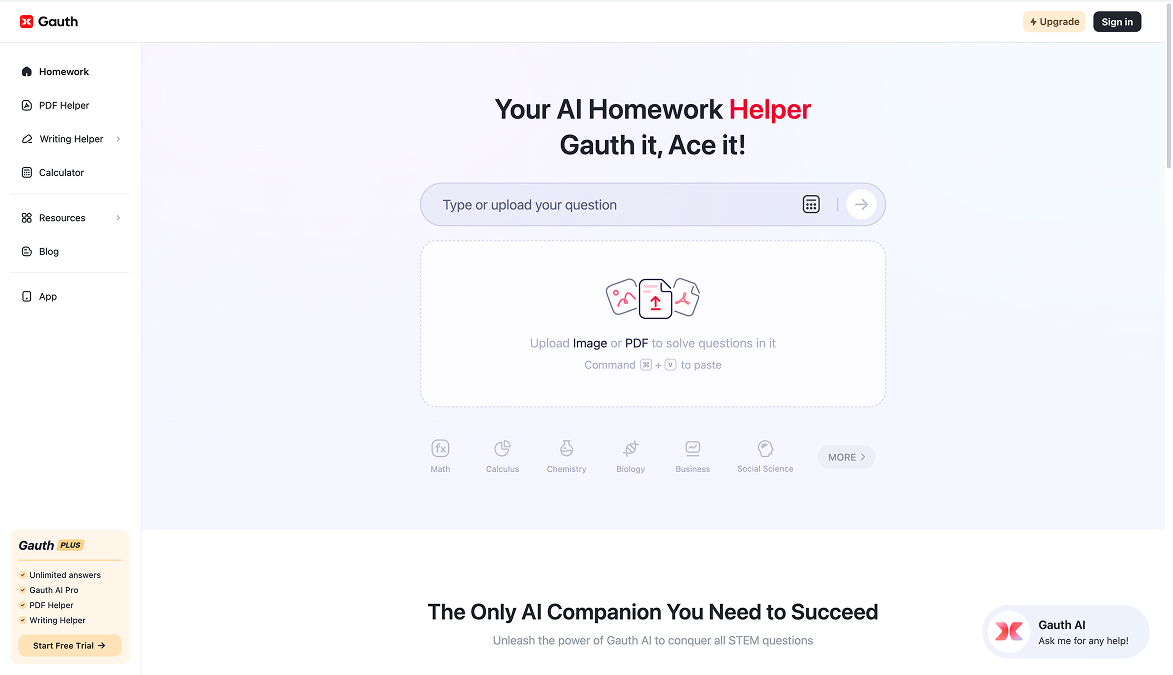 Gauth
Upgrade
Sign in
Homework
PDF Helper
Writing Helper
Calculator
Resources
Blog
App
Gauth PLUS
Unlimited answers
Gauth AI Pro
PDF Helper
Writing Helper
Start Free Trial →
Your AI Homework Helper
Gauth it, Ace it!
Type or upload your question
Upload Image or PDF to solve questions in it
Command ⌘ + V to paste
fx
Math
Calculus
Chemistry
Biology
Business
Social Science
MORE
The Only AI Companion You Need to Succeed
Unleash the power of Gauth AI to conquer all STEM questions
Gauth AI
Ask me for any help!